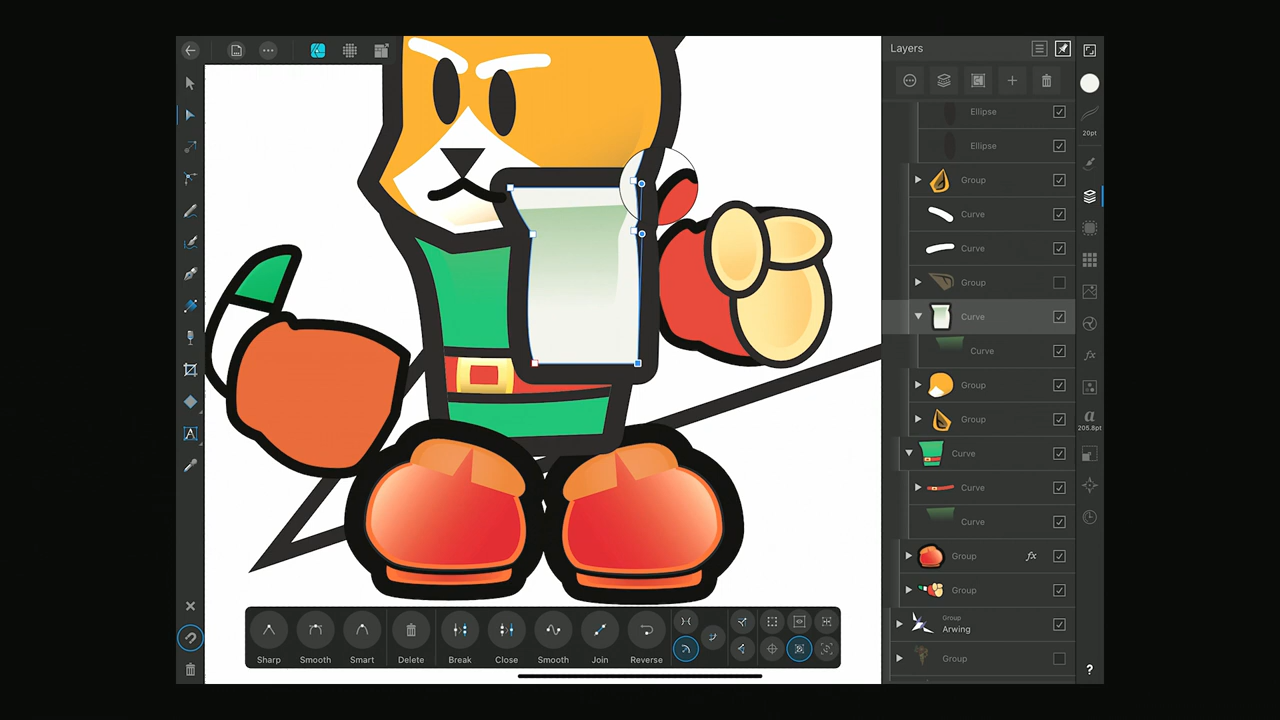 Layers
20pt
Ellipse
Ellipse
Group
Curve
Curve
Group
Curve
Curve
a
205.8pt
Group
Group
Curve
Curve
Curve
Group fx
Group
Group
Arwing
Group
fx
A
?
Sharp Smooth Smart Delete Break Close Smooth Join Reverse